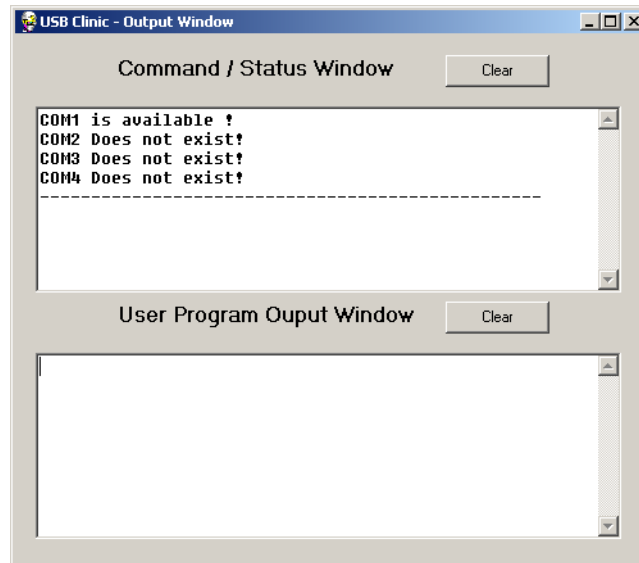 USB Clinic - Output Window
Command / Status Window
Clear
COM1 is available !
COM2 Does not exist!
COM3 Does not exist!
COM4 Does not exist!
-------------------------------------------------
User Program Ouput Window
Clear